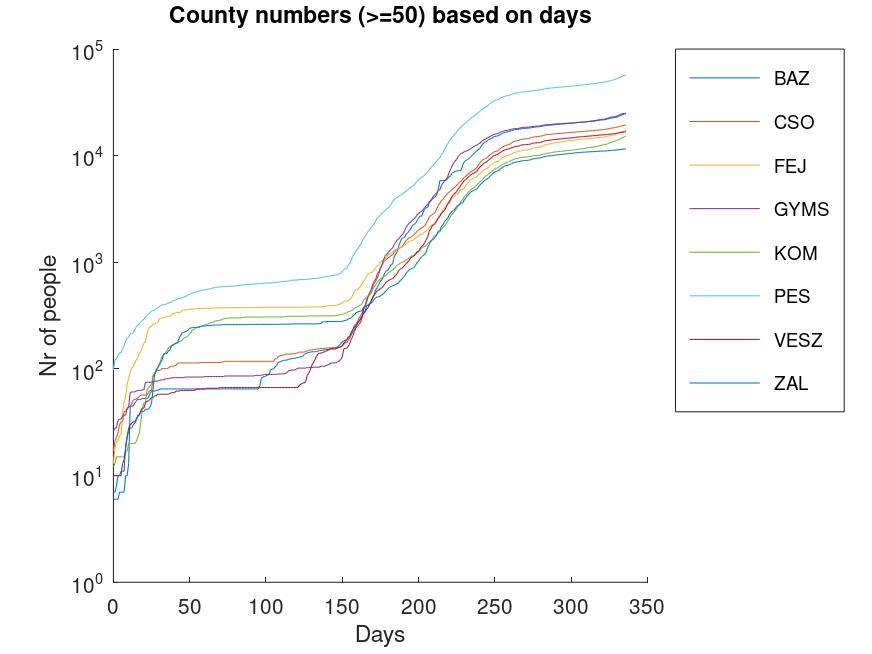 County numbers (>=50) based on days
10^5
10^4
10^3
10^2
10^1
10^0
Nr of people
0 50 100 150 200 250 300 350
Days
BAZ
CSO
FEJ
GYMS
KOM
PES
VESZ
ZAL